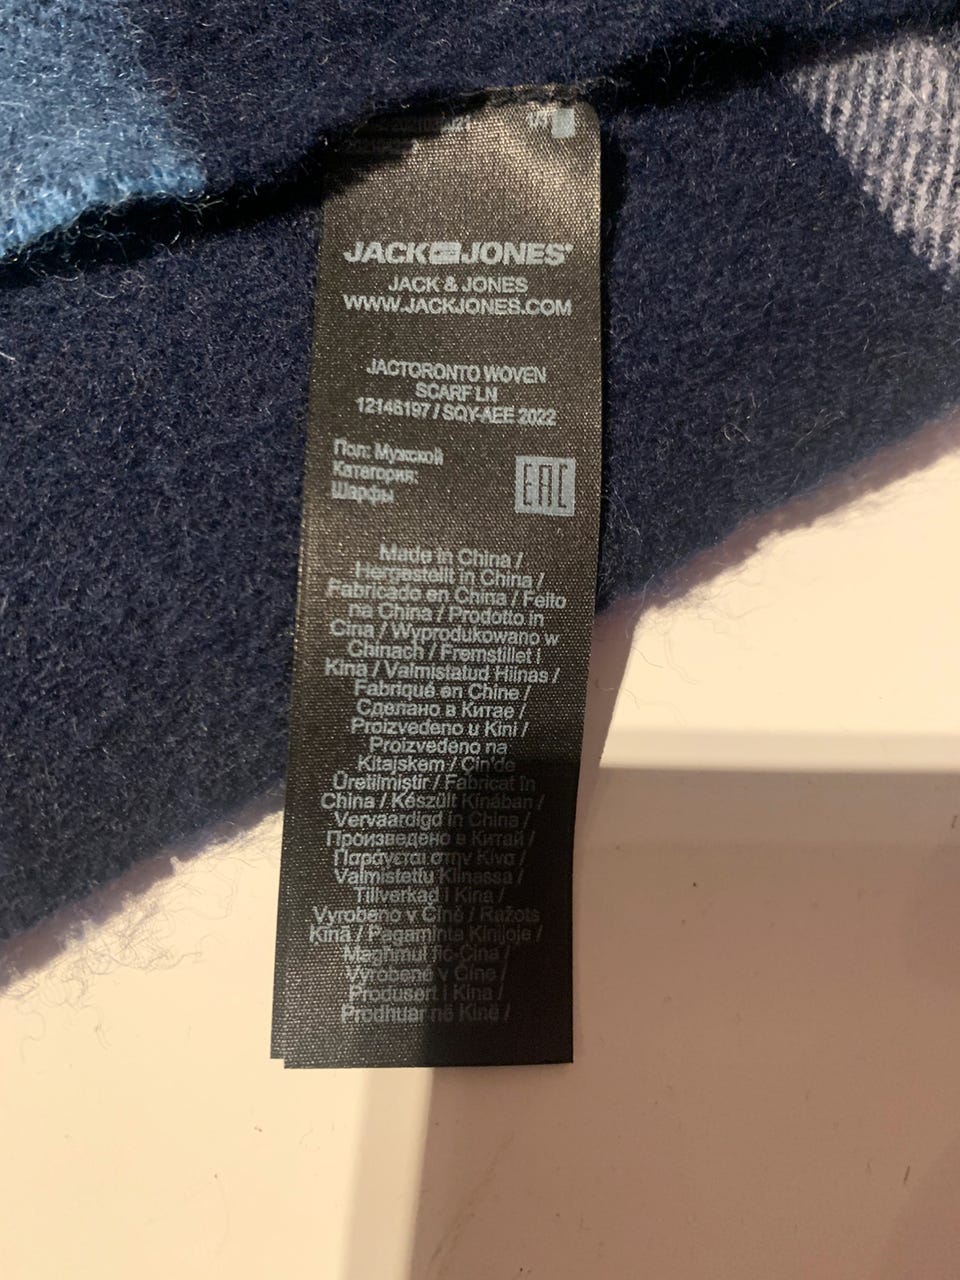 JACK JONES®
JACK & JONES
WWW.JACKJONES.COM
JACTORONTO WOVEN
SCARF LN
12146197 / SQY-AEE 2022
Пол: Мужской
Категория:
Шарфы
EAC
Made in China /
Hergestellt in China /
Fabricado en China / Feito
na China / Prodotto in
Cina / Wyprodukowano w
Chinach / Fremstillet i
Kina / Valmistatud Hiinas /
Fabriqué en Chine /
Сделано в Китае /
Proizvedeno u Kini /
Proizvedeno na
Kitajskem / Çin'de
Üretilmiştir / Fabricat în
China / Készült Kínában /
Vervaardigd in China /
Произведено в Китай /
Παράγεται στην Κίνα /
Valmistettu Kiinassa /
Tillverkad i Kina /
Vyrobeno v Číně / Ražots
Ķīnā / Pagaminta Kinijoje /
Magħmul fiċ-Ċina /
Vyrobené v Číne /
Produsert i Kina /
Prodhuar në Kinë /